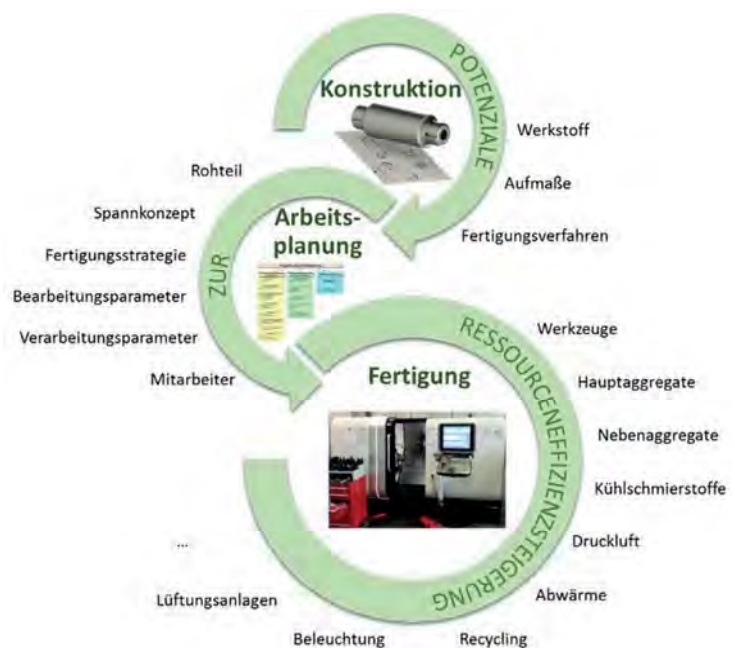 POTENZIALE
Konstruktion
Werkstoff
Aufmaße
Fertigungsverfahren
Rohteil
Spannkonzept
Fertigungsstrategie
Bearbeitungsparameter
Verarbeitungsparameter
Mitarbeiter
ZUR
Arbeits-
planung
RESSOURCENEFFIZIENZSTEIGERUNG
Fertigung
Werkzeuge
Hauptaggregate
Nebenaggregate
Kühlschmierstoffe
Druckluft
Abwärme
Recycling
Beleuchtung
Lüftungsanlagen
...